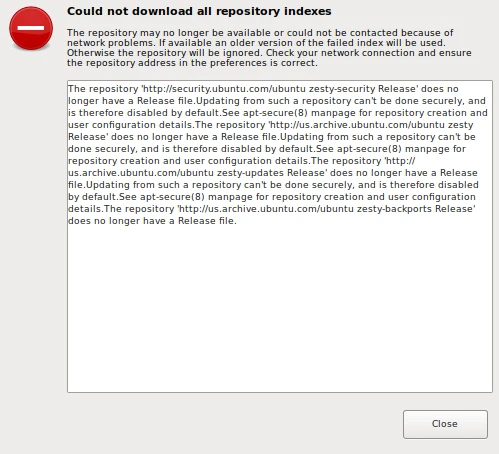 Could not download all repository indexes
The repository may no longer be available or could not be contacted because of
network problems. If available an older version of the failed index will be used.
Otherwise the repository will be ignored. Check your network connection and ensure
the repository address in the preferences is correct.
The repository 'http://security.ubuntu.com/ubuntu zesty-security Release' does no
longer have a Release file.Updating from such a repository can't be done securely, and
is therefore disabled by default.See apt-secure(8) manpage for repository creation and
user configuration details.The repository 'http://us.archive.ubuntu.com/ubuntu zesty
Release' does no longer have a Release file.Updating from such a repository can't be
done securely, and is therefore disabled by default.See apt-secure(8) manpage for
repository creation and user configuration details.The repository 'http://
us.archive.ubuntu.com/ubuntu zesty-updates Release' does no longer have a Release
file.Updating from such a repository can't be done securely, and is therefore disabled
by default.See apt-secure(8) manpage for repository creation and user configuration
details.The repository 'http://us.archive.ubuntu.com/ubuntu zesty-backports Release'
does no longer have a Release file.
Close